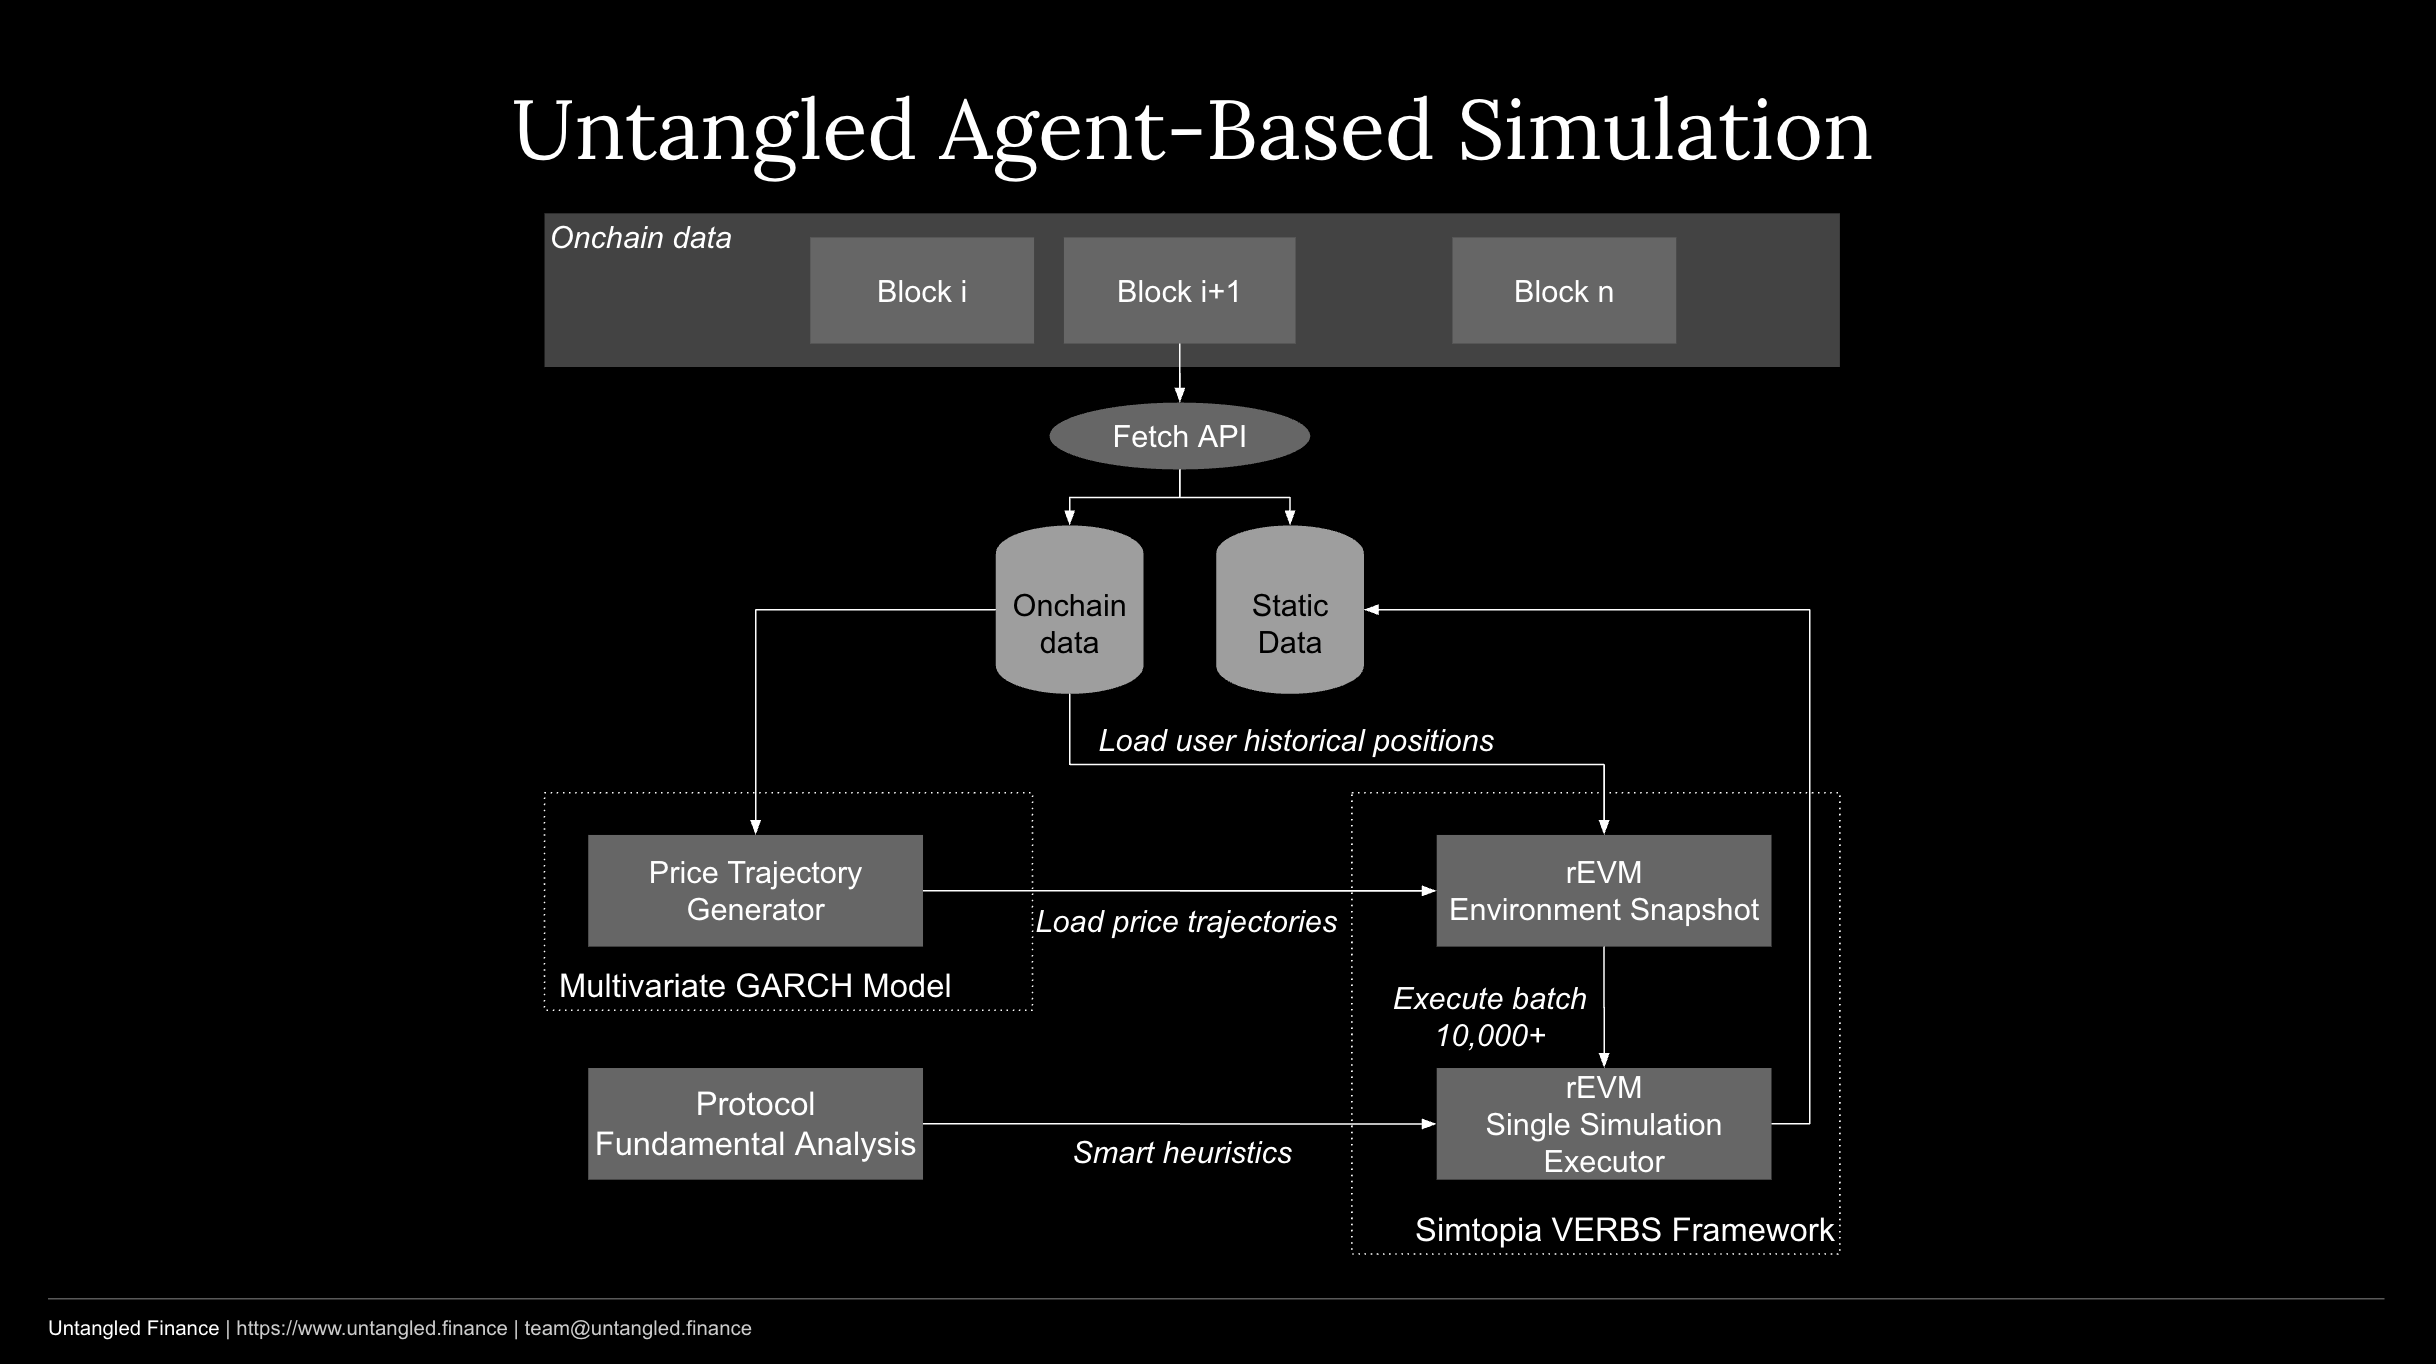 Untangled Agent-Based Simulation
Onchain data
Block i
Block i+1
Block n
Fetch API
Onchain
data
Static
Data
Load user historical positions
Price Trajectory
Generator
Load price trajectories
rEVM
Environment Snapshot
Multivariate GARCH Model
Execute batch
10,000+
Protocol
Fundamental Analysis
Smart heuristics
rEVM
Single Simulation
Executor
Simtopia VERBS Framework
Untangled Finance | https://www.untangled.finance | team@untangled.finance